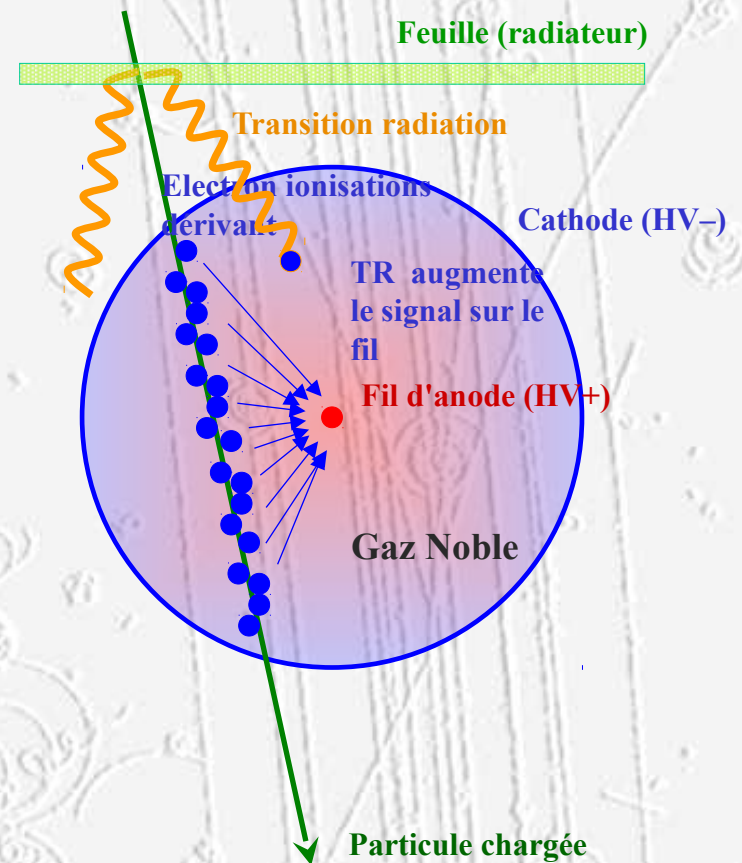 Feuille (radiateur)
Transition radiation
Electron ionisations
derivant
Cathode (HV–)
TR augmente
le signal sur le
fil
Fil d'anode (HV+)
Gaz Noble
Particule chargée